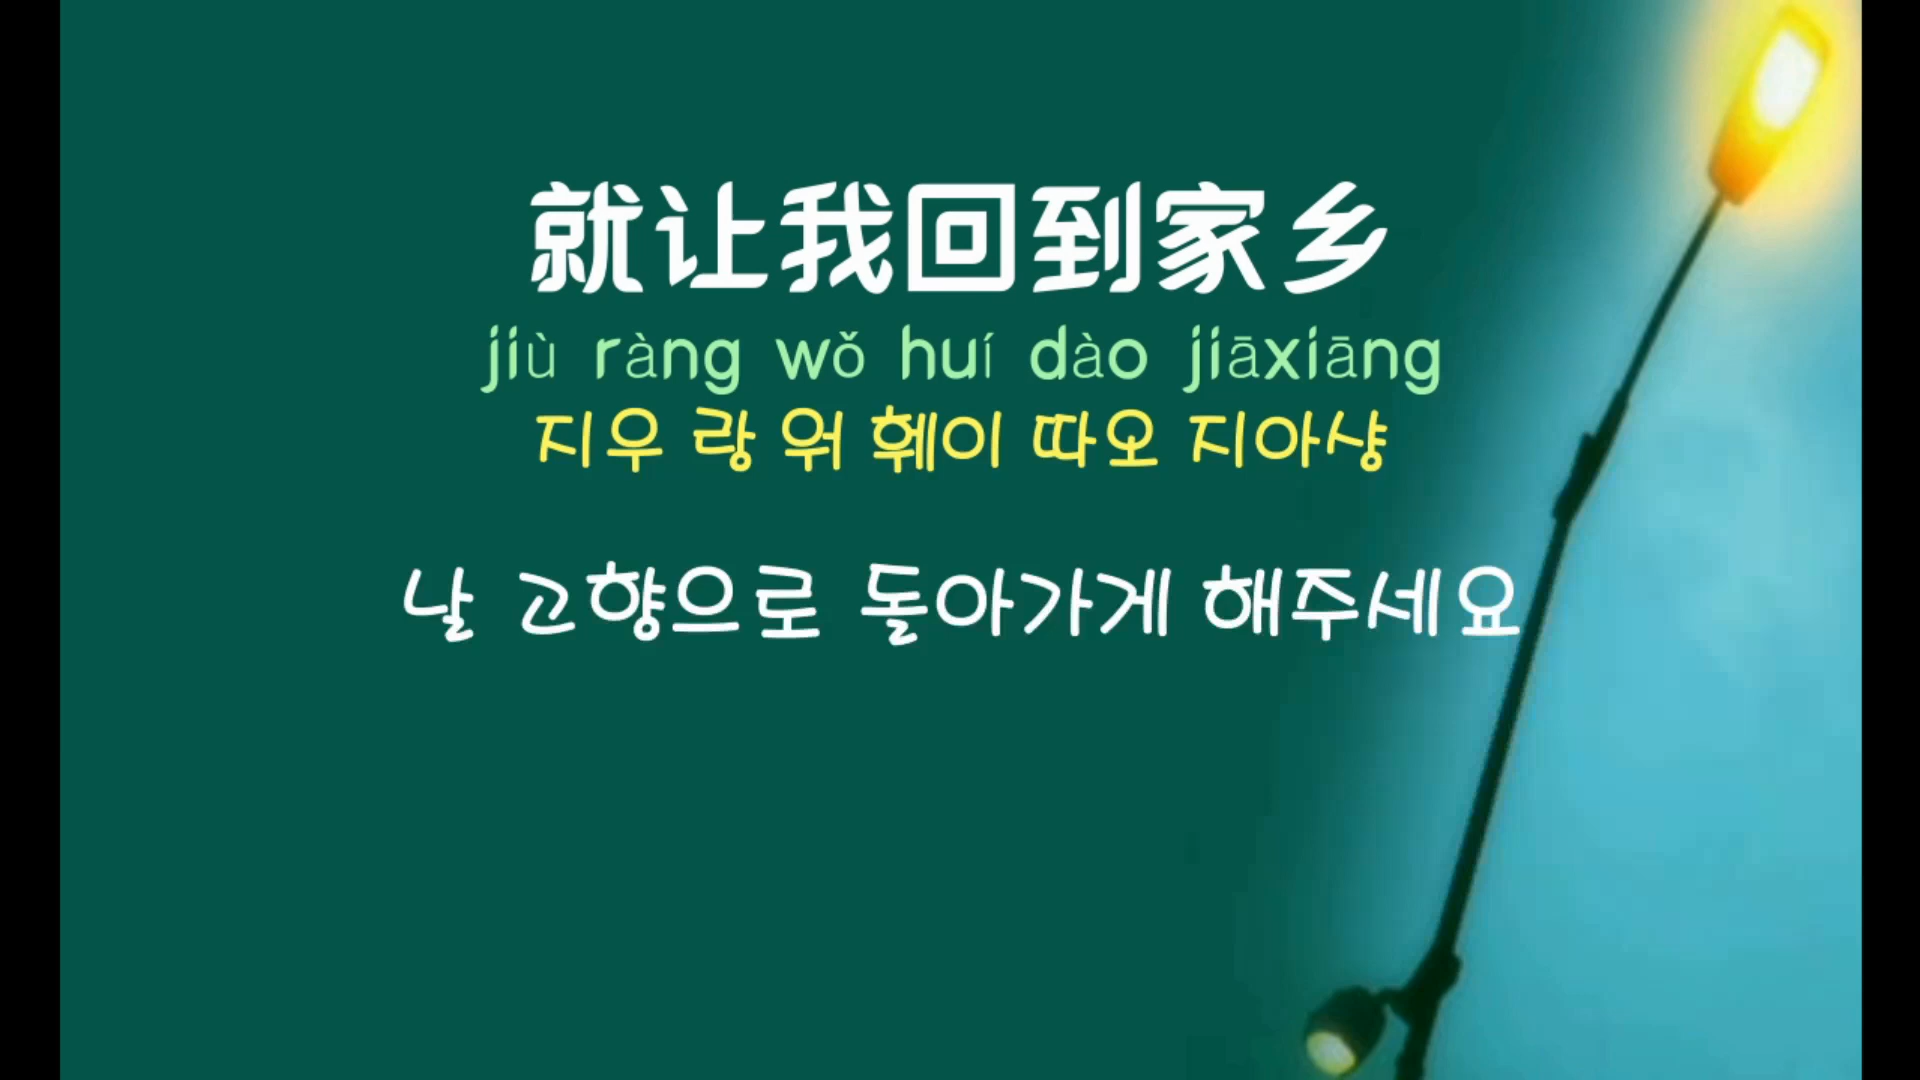 就让我回到家乡
jiù ràng wǒ huí dào jiāxiāng
지우 랑 워 훼이 따오 지아샹
날 고향으로 돌아가게 해주세요